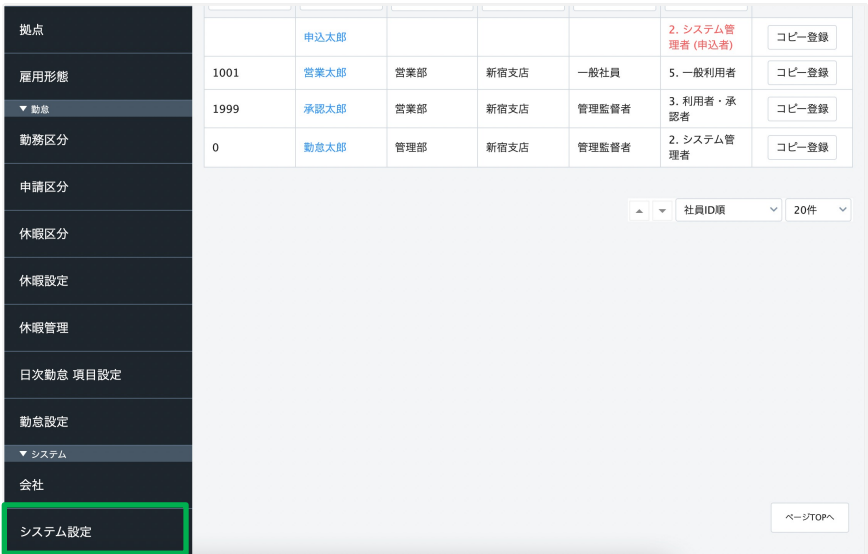 拠点
雇用形態
▼ 勤怠
勤務区分
申請区分
休暇区分
休暇設定
休暇管理
日次勤怠 項目設定
勤怠設定
▼ システム
会社
システム設定
申込太郎 2. システム管
理者 (申込者) コピー登録
1001 営業太郎 営業部 新宿支店 一般社員 5. 一般利用者 コピー登録
1999 承認太郎 営業部 新宿支店 管理監督者 3. 利用者・承
認者 コピー登録
0 勤怠太郎 管理部 新宿支店 管理監督者 2. システム管
理者 コピー登録
▲ ▼ 社員ID順 20件
ページTOPへ